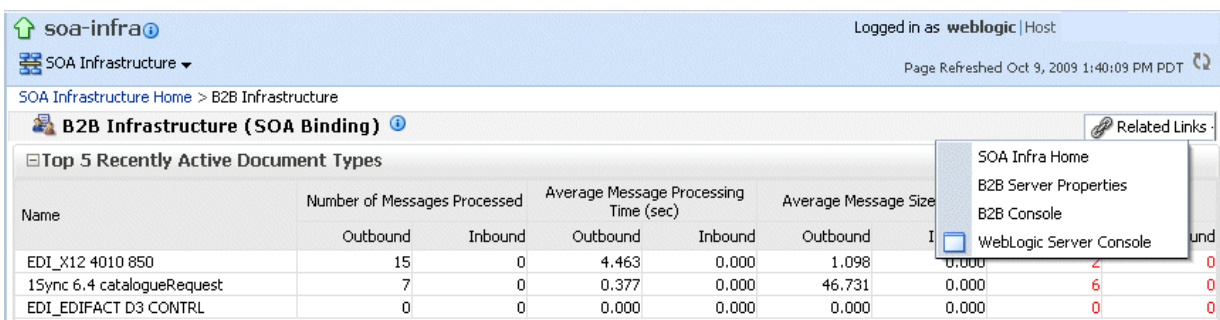 soa-infra
Logged in as weblogic|Host
SOA Infrastructure
Page Refreshed Oct 9, 2009 1:40:09 PM PDT
SOA Infrastructure Home > B2B Infrastructure
B2B Infrastructure (SOA Binding)
Related Links
Top 5 Recently Active Document Types
SOA Infra Home
B2B Server Properties
B2B Console
WebLogic Server Console
Name Number of Messages Processed Average Message Processing Time (sec) Average Message Size
Outbound Inbound Outbound Inbound Outbound
EDI_X12 4010 850 15 0 4.463 0.000 1.098 0.000 2 0
1Sync 6.4 catalogueRequest 7 0 0.377 0.000 46.731 0.000 6 0
EDI_EDIFACT D3 CONTRL 0 0 0.000 0.000 0.000 0.000 0 0